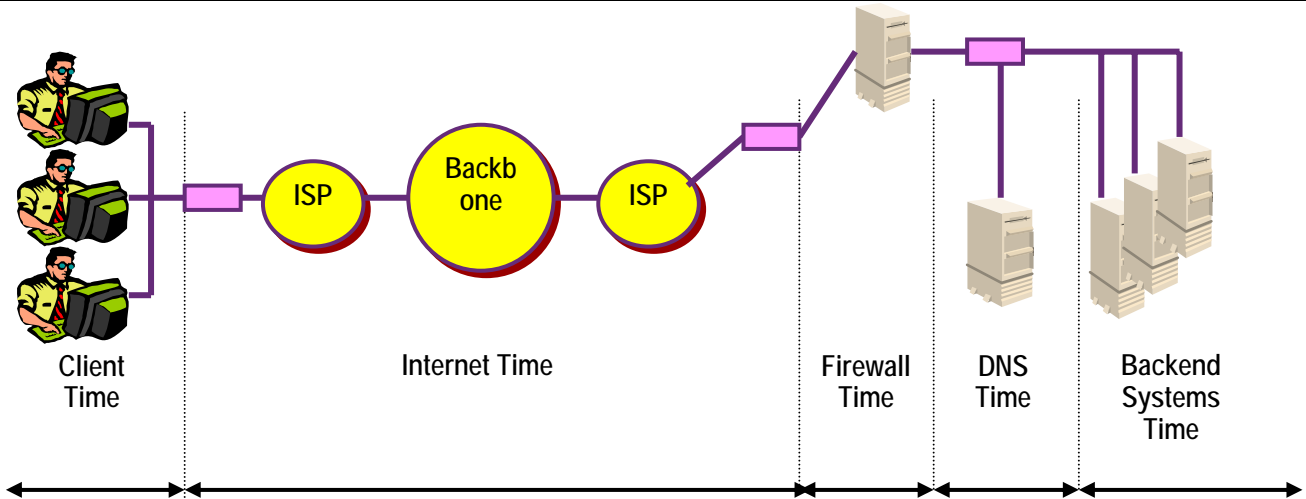 ISP
Backb
one
ISP
Client
Time
Internet Time
Firewall
Time
DNS
Time
Backend
Systems
Time